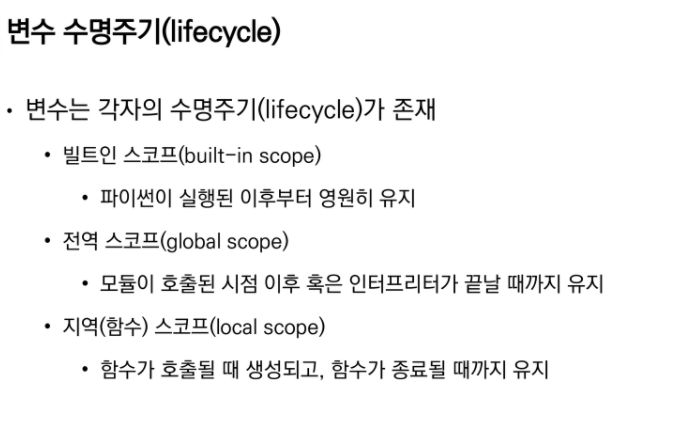 변수 수명주기(lifecycle)
• 변수는 각자의 수명주기(lifecycle)가 존재
• 빌트인 스코프(built-in scope)
• 파이썬이 실행된 이후부터 영원히 유지
• 전역 스코프(global scope)
• 모듈이 호출된 시점 이후 혹은 인터프리터가 끝날 때까지 유지
• 지역(함수) 스코프(local scope)
• 함수가 호출될 때 생성되고, 함수가 종료될 때까지 유지